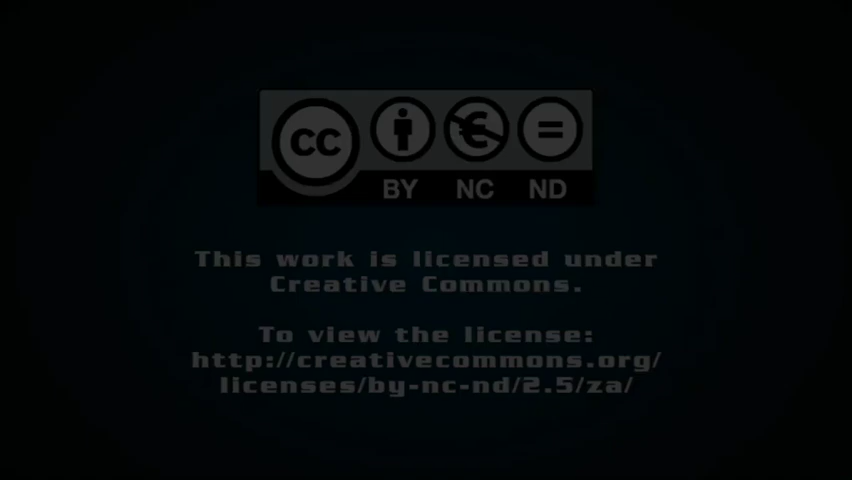 CC
BY NC ND
This work is licensed under
Creative Commons.
To view the license:
http://creativecommons.org/
licenses/by-nc-nd/2.5/za/